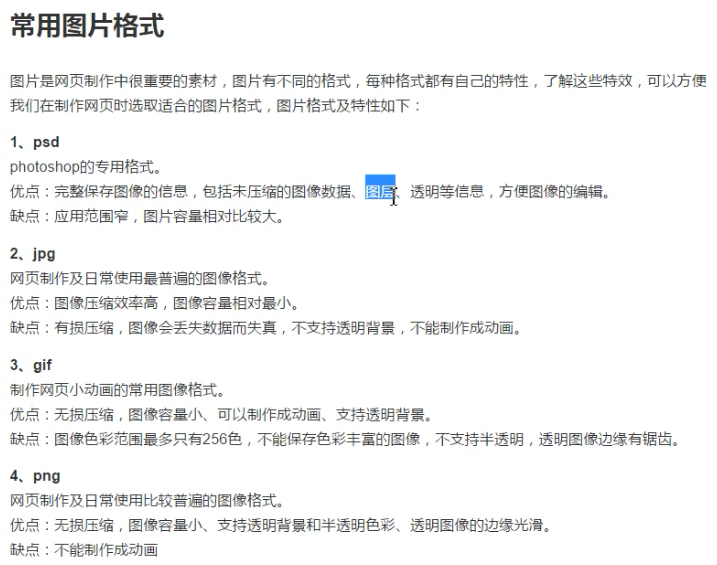 常用图片格式
图片是网页制作中很重要的素材，图片有不同的格式，每种格式都有自己的特性，了解这些特效，可以方便
我们在制作网页时选取适合的图片格式，图片格式及特性如下：
1、psd
photoshop的专用格式。
优点：完整保存图像的信息，包括未压缩的图像数据、图层、透明等信息，方便图像的编辑。
缺点：应用范围窄，图片容量相对比较大。
2、jpg
网页制作及日常使用最普遍的图像格式。
优点：图像压缩效率高，图像容量相对最小。
缺点：有损压缩，图像会丢失数据而失真，不支持透明背景，不能制作成动画。
3、gif
制作网页小动画的常用图像格式。
优点：无损压缩，图像容量小、可以制作成动画、支持透明背景。
缺点：图像色彩范围最多只有256色，不能保存色彩丰富的图像，不支持半透明，透明图像边缘有锯齿。
4、png
网页制作及日常使用比较普遍的图像格式。
优点：无损压缩，图像容量小、支持透明背景和半透明色彩、透明图像的边缘光滑。
缺点：不能制作成动画